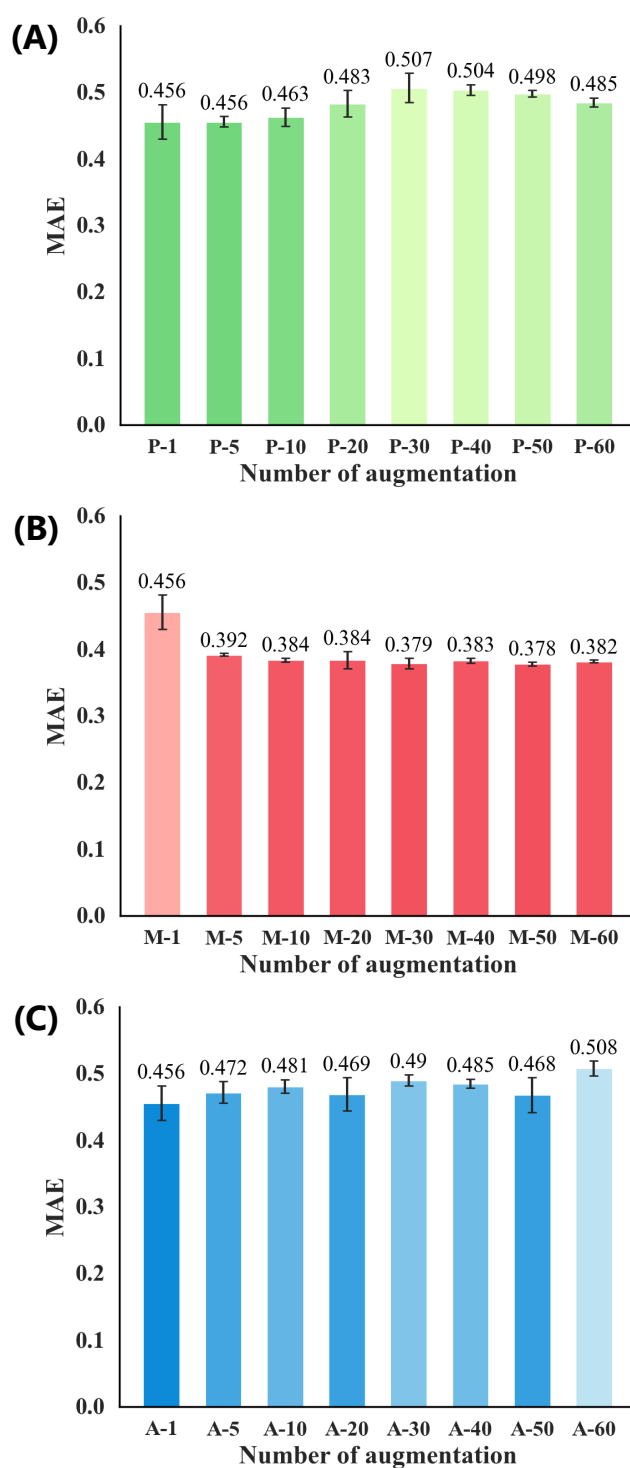 (A)
0.6
0.5
0.4
0.3
0.2
0.1
0.0
MAE
0.456 0.456 0.463 0.483 0.507 0.504 0.498 0.485
P-1 P-5 P-10 P-20 P-30 P-40 P-50 P-60
Number of augmentation
(B)
0.6
0.5
0.4
0.3
0.2
0.1
0.0
MAE
0.456 0.392 0.384 0.384 0.379 0.383 0.378 0.382
M-1 M-5 M-10 M-20 M-30 M-40 M-50 M-60
Number of augmentation
(C)
0.6
0.5
0.4
0.3
0.2
0.1
0.0
MAE
0.456 0.472 0.481 0.469 0.49 0.485 0.468 0.508
A-1 A-5 A-10 A-20 A-30 A-40 A-50 A-60
Number of augmentation